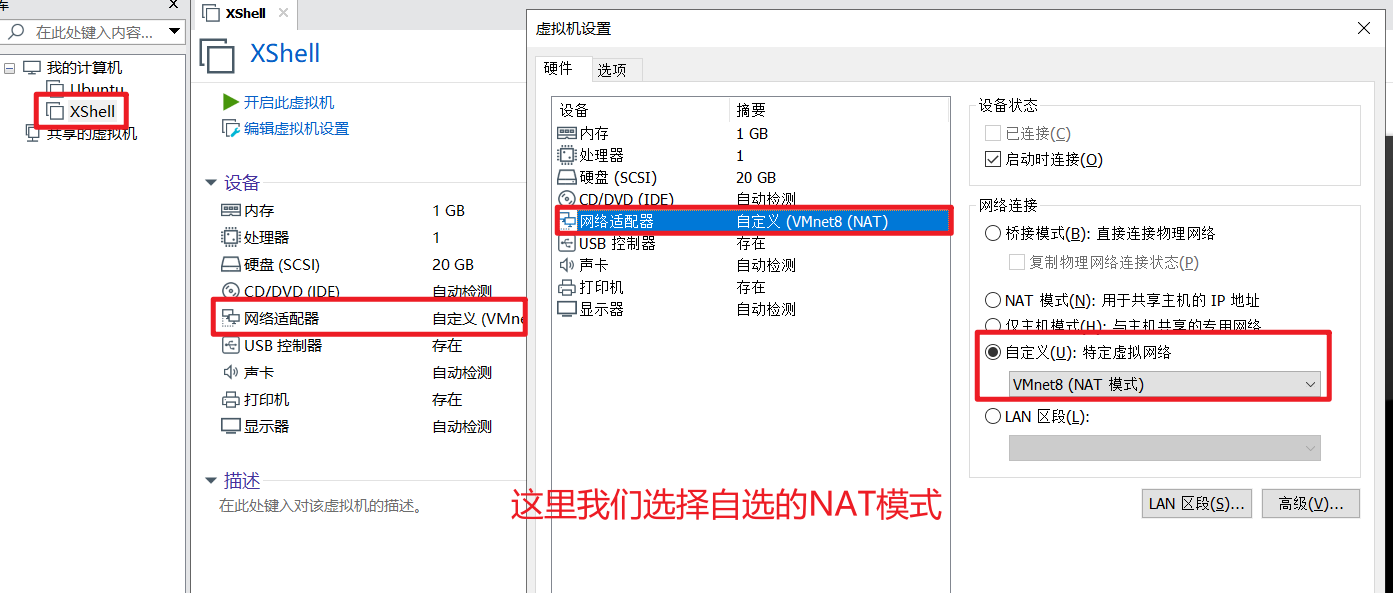 库
在此处键入内容...
我的计算机
Ubuntu
XShell
共享的虚拟机
XShell
XShell
开启此虚拟机
编辑虚拟机设置
设备
内存 1 GB
处理器 1
硬盘 (SCSI) 20 GB
CD/DVD (IDE) 自动检测
网络适配器 自定义 (VMne
USB 控制器 存在
声卡 自动检测
打印机 存在
显示器 自动检测
描述
在此处键入对该虚拟机的描述。
虚拟机设置
硬件 选项
设备 摘要
内存 1 GB
处理器 1
硬盘 (SCSI) 20 GB
CD/DVD (IDE) 自动检测
网络适配器 自定义 (VMnet8 (NAT)
USB 控制器 存在
声卡 自动检测
打印机 存在
显示器 自动检测
设备状态
已连接(C)
启动时连接(O)
网络连接
桥接模式(B): 直接连接物理网络
复制物理网络连接状态(P)
NAT 模式(N): 用于共享主机的 IP 地址
仅主机模式(H): 与主机共享的专用网络
自定义(U): 特定虚拟网络
VMnet8 (NAT 模式)
LAN 区段(L):
LAN 区段(S)... 高级(V)...
这里我们选择自选的NAT模式